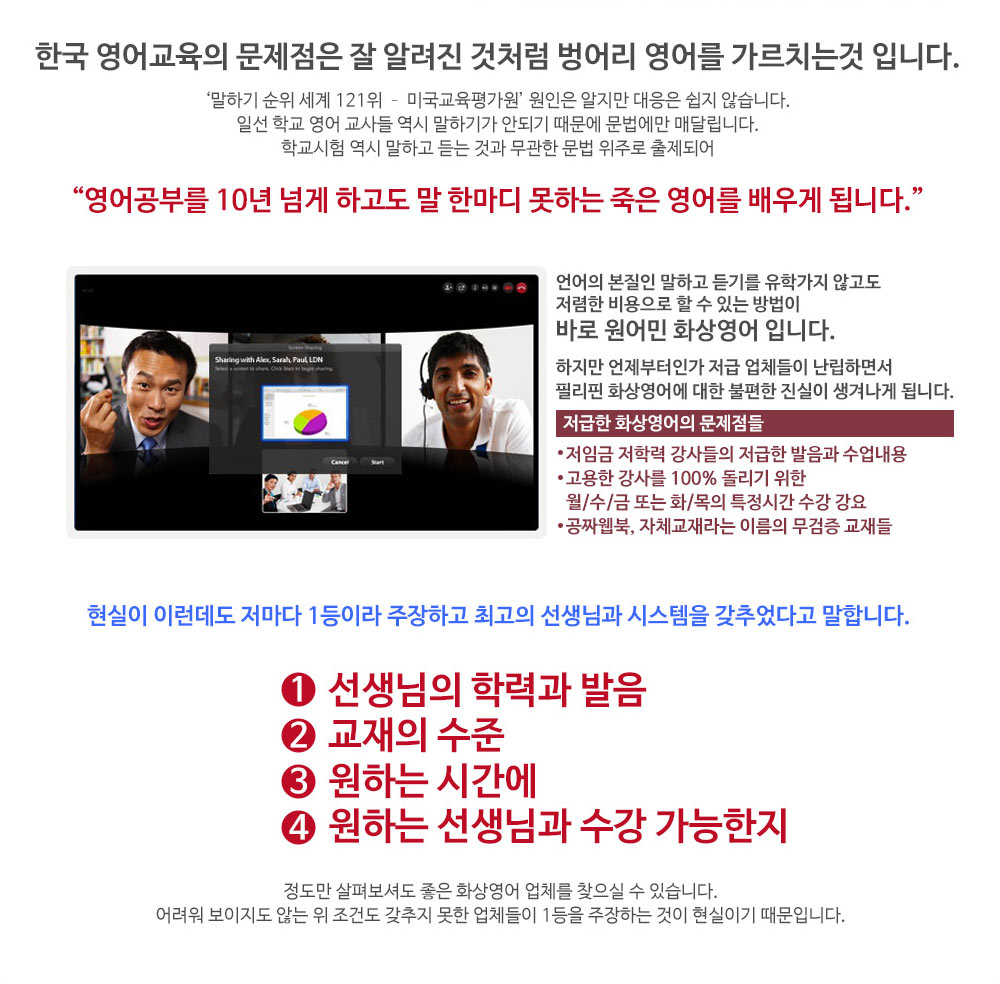 한국 영어교육의 문제점은 잘 알려진 것처럼 벙어리 영어를 가르치는것 입니다.
‘말하기 순위 세계 121위 – 미국교육평가원’ 원인은 알지만 대응은 쉽지 않습니다.
일선 학교 영어 교사들 역시 말하기가 안되기 때문에 문법에만 매달립니다.
학교시험 역시 말하고 듣는 것과 무관한 문법 위주로 출제되어
“영어공부를 10년 넘게 하고도 말 한마디 못하는 죽은 영어를 배우게 됩니다.”
Screen Sharing
Sharing with Alex, Sarah, Paul, LDN
Select a screen to share. Click Start to begin sharing.
Cancel Start
언어의 본질인 말하고 듣기를 유학가지 않고도
저렴한 비용으로 할 수 있는 방법이
바로 원어민 화상영어 입니다.
하지만 언제부터인가 저급 업체들이 난립하면서
필리핀 화상영어에 대한 불편한 진실이 생겨나게 됩니다.
저급한 화상영어의 문제점들
•저임금 저학력 강사들의 저급한 발음과 수업내용
•고용한 강사를 100% 돌리기 위한
월/수/금 또는 화/목의 특정시간 수강 강요
•공짜웹북, 자체교재라는 이름의 무검증 교재들
현실이 이런데도 저마다 1등이라 주장하고 최고의 선생님과 시스템을 갖추었다고 말합니다.
❶ 선생님의 학력과 발음
❷ 교재의 수준
❸ 원하는 시간에
❹ 원하는 선생님과 수강 가능한지
정도만 살펴보셔도 좋은 화상영어 업체를 찾으실 수 있습니다.
어려워 보이지도 않는 위 조건도 갖추지 못한 업체들이 1등을 주장하는 것이 현실이기 때문입니다.